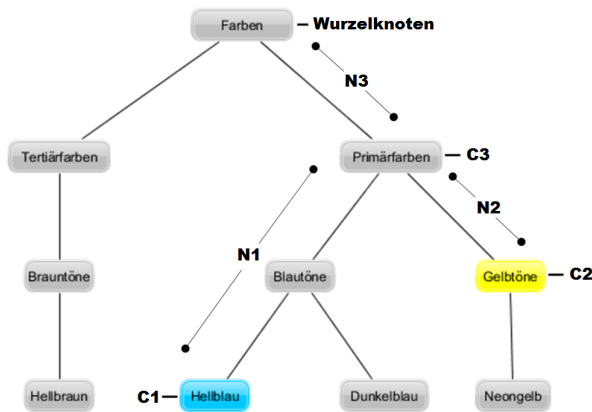 Farben
Wurzelknoten
N3
Tertiärfarben
Primärfarben
C3
N2
N1
Brauntöne
Blautöne
Gelbtöne
C2
C1
Hellbraun
Hellblau
Dunkelblau
Neongelb